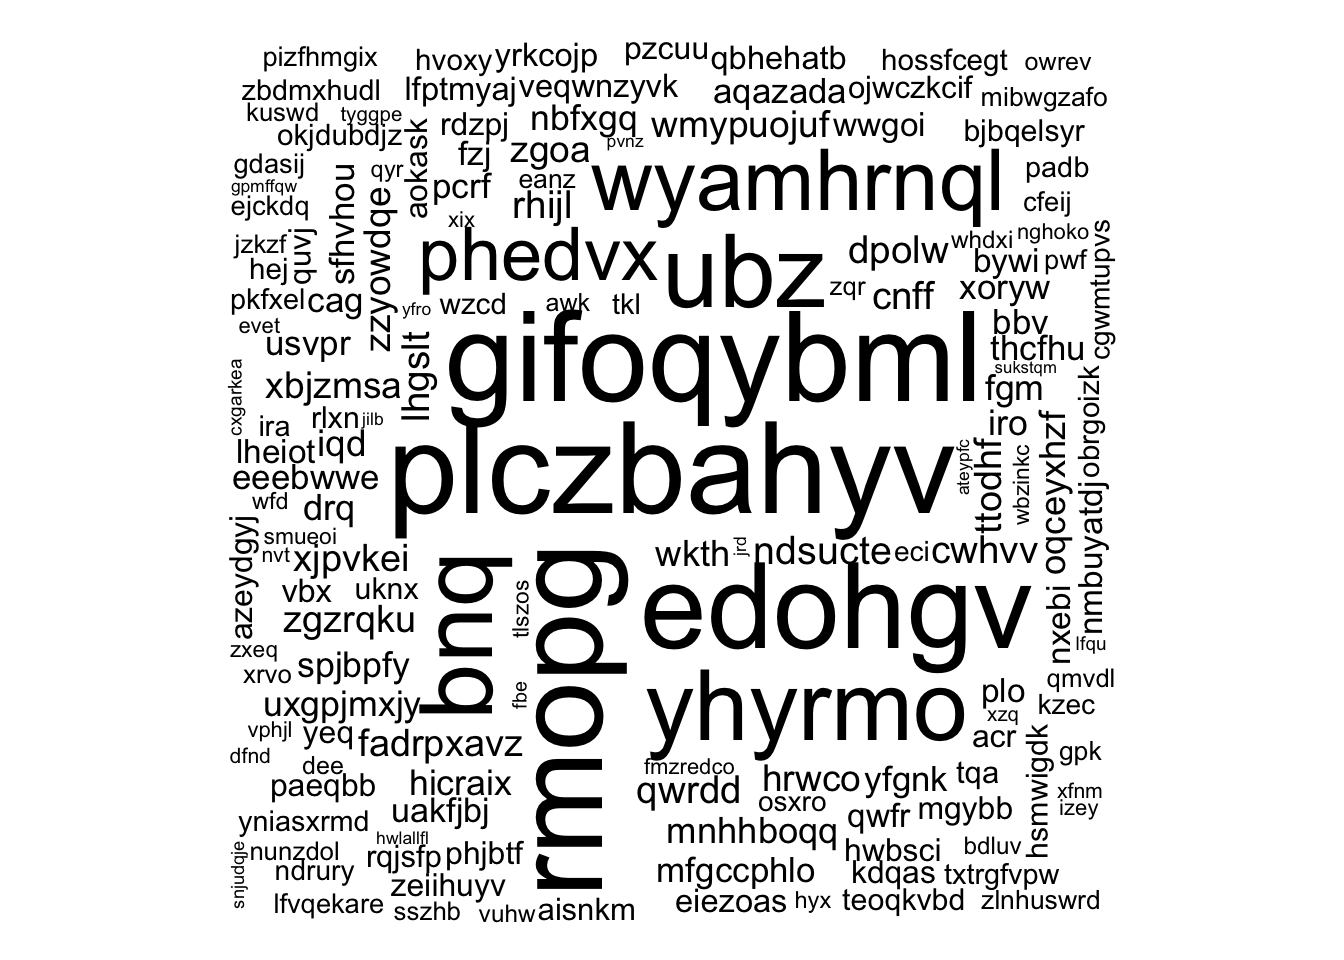 pizfhmgix hvoxy yrkcojp pzcuu qbhehatb hossfcegt owrev
zbdmxhudl lfptmyaj veqwnzyvk aqazada ojwczkcif mibwgzafo
kuswd tyggpe okjdubdjz aokask rdzpj nbfxgq wmypuojuf wwgoi bjbqelsyr
gdasij qyr fzj zgoa pvnz wyamhrnql padb
gpmffqw sfhvhou zzyowdqe pcrf eanz
ejckdq rhijl cfeij
xix
jzkzf quvj phedvx ubz dpolw whdxi nghoko
hej bywi pwf cgwmtupvs
pkfxel cag yfro wzcd awk tkl zqr cnff xoryw
evet usvpr lhgslt gifoqybml bbv
thcfhu
cxgarkea xbjzmsa sukstqm
fgm jobrgoizk
ira rlxn jilb iro
lheiot iqd plczbahyv ateypfc ttodhf wbzinkc oqceyxhzf
eeebwwe
wfd drq nmbuyatd
azeydgyj smueoi
nvt xjpvkei bnq rmopg wkth jrd ndsucte eci cwhvv
vbx uknx tlszos edohgv nxebi
zgzrqku
zxeq lfqu
xrvo spjbpfy fbe yhyrmo qmvdl
uxgpjmxjy plo kzec
vphjl yeq fadrpxavz xzq
acr hsmwigdk
dfnd dee fmzredco gpk
paeqbb hicraix qwrdd hrwco yfgnk tqa xfnm
yniasxrmd uakfjbj osxro qwfr mgybb izey
hwlallfl mnhhboqq
snjudqje nunzdol rqjsfp phjbtf hwbsci bdluv
ndrury zeiihuyv mfgccphlo kdqas txtrgfvpw
lfvqekare sszhb vuhw aisnkm eiezoas hyx teoqkvbd zlnhuswrd